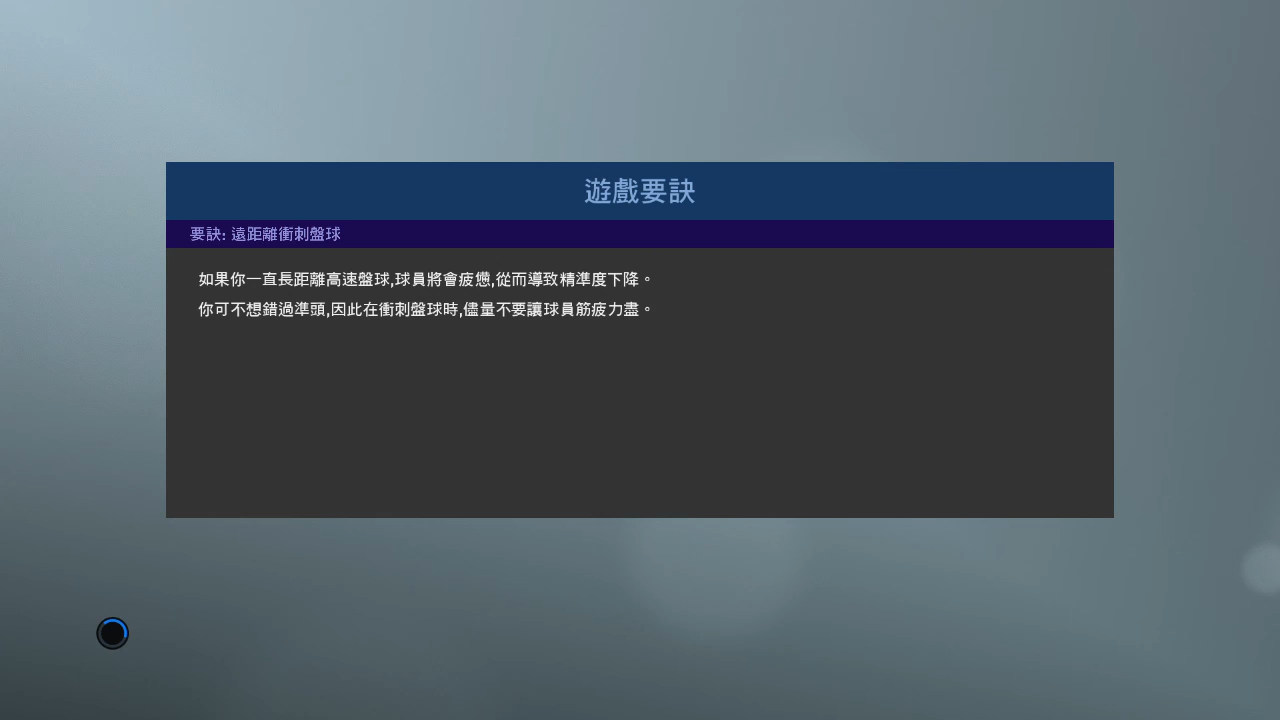 遊戲要訣
要訣: 遠距離衝刺盤球
如果你一直長距離高速盤球,球員將會疲憊,從而導致精準度下降。
你可不想錯過準頭,因此在衝刺盤球時,儘量不要讓球員筋疲力盡。